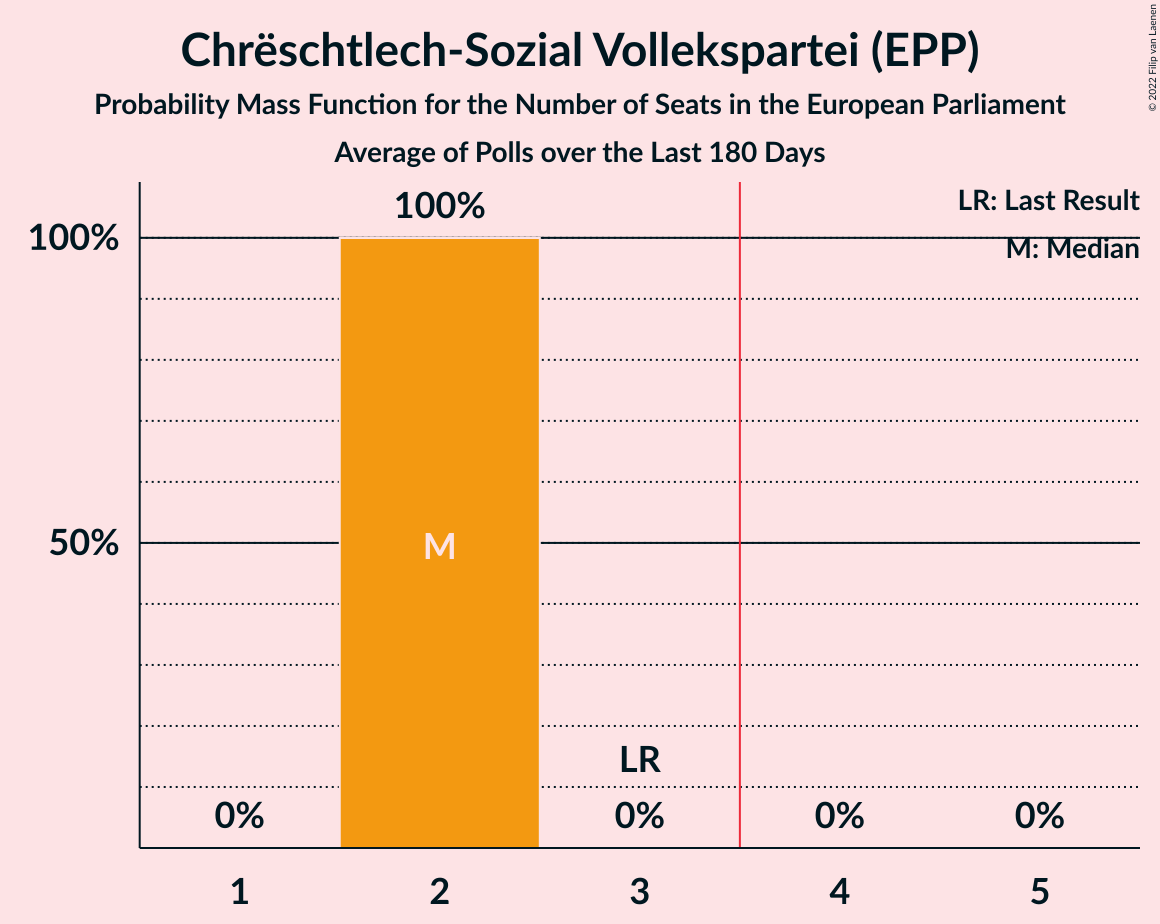 Chrëschtlech-Sozial Vollekspartei (EPP)
Probability Mass Function for the Number of Seats in the European Parliament
Average of Polls over the Last 180 Days
© 2022 Filip van Laenen
LR: Last Result
M: Median
100%
100%
50%
M
LR
0%
0%
0%
0%
1
2
3
4
5